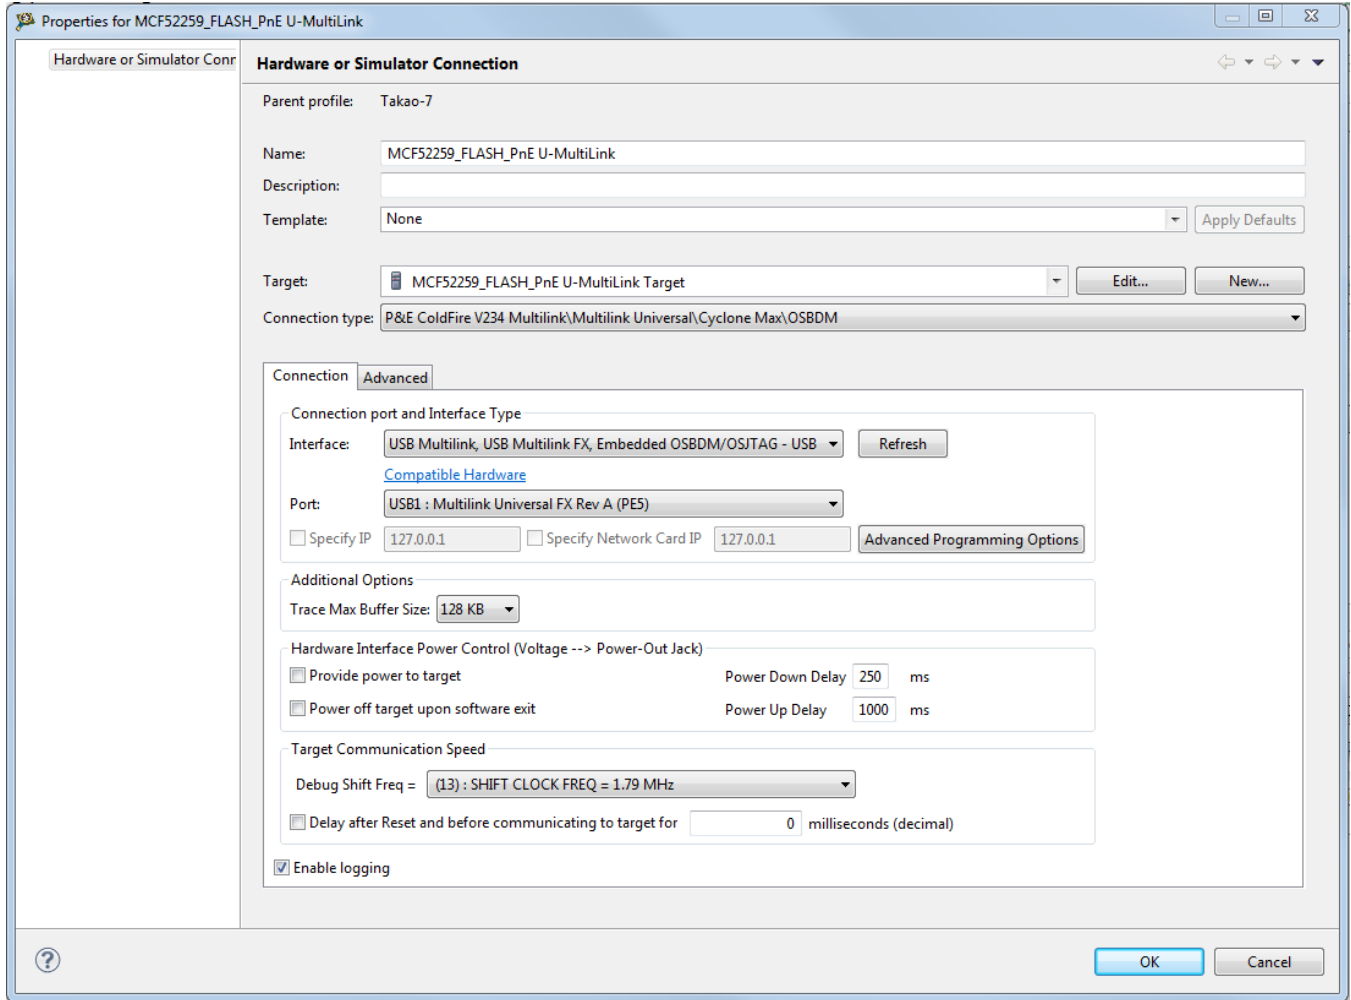 Properties for MCF52259_FLASH_PnE U-MultiLink
Hardware or Simulator Conr
Hardware or Simulator Connection
Parent profile: Takao-7
Name: MCF52259_FLASH_PnE U-MultiLink
Description:
Template: None Apply Defaults
Target: MCF52259_FLASH_PnE U-MultiLink Target Edit... New...
Connection type: P&E ColdFire V234 Multilink\Multilink Universal\Cyclone Max\OSBDM
Connection Advanced
Connection port and Interface Type
Interface: USB Multilink, USB Multilink FX, Embedded OSBDM/OSJTAG - USB Refresh
Compatible Hardware
Port: USB1 : Multilink Universal FX Rev A (PE5)
Specify IP 127.0.0.1 Specify Network Card IP 127.0.0.1 Advanced Programming Options
Additional Options
Trace Max Buffer Size: 128 KB
Hardware Interface Power Control (Voltage --> Power-Out Jack)
Provide power to target Power Down Delay 250 ms
Power off target upon software exit Power Up Delay 1000 ms
Target Communication Speed
Debug Shift Freq = (13) : SHIFT CLOCK FREQ = 1.79 MHz
Delay after Reset and before communicating to target for 0 milliseconds (decimal)
Enable logging
OK Cancel